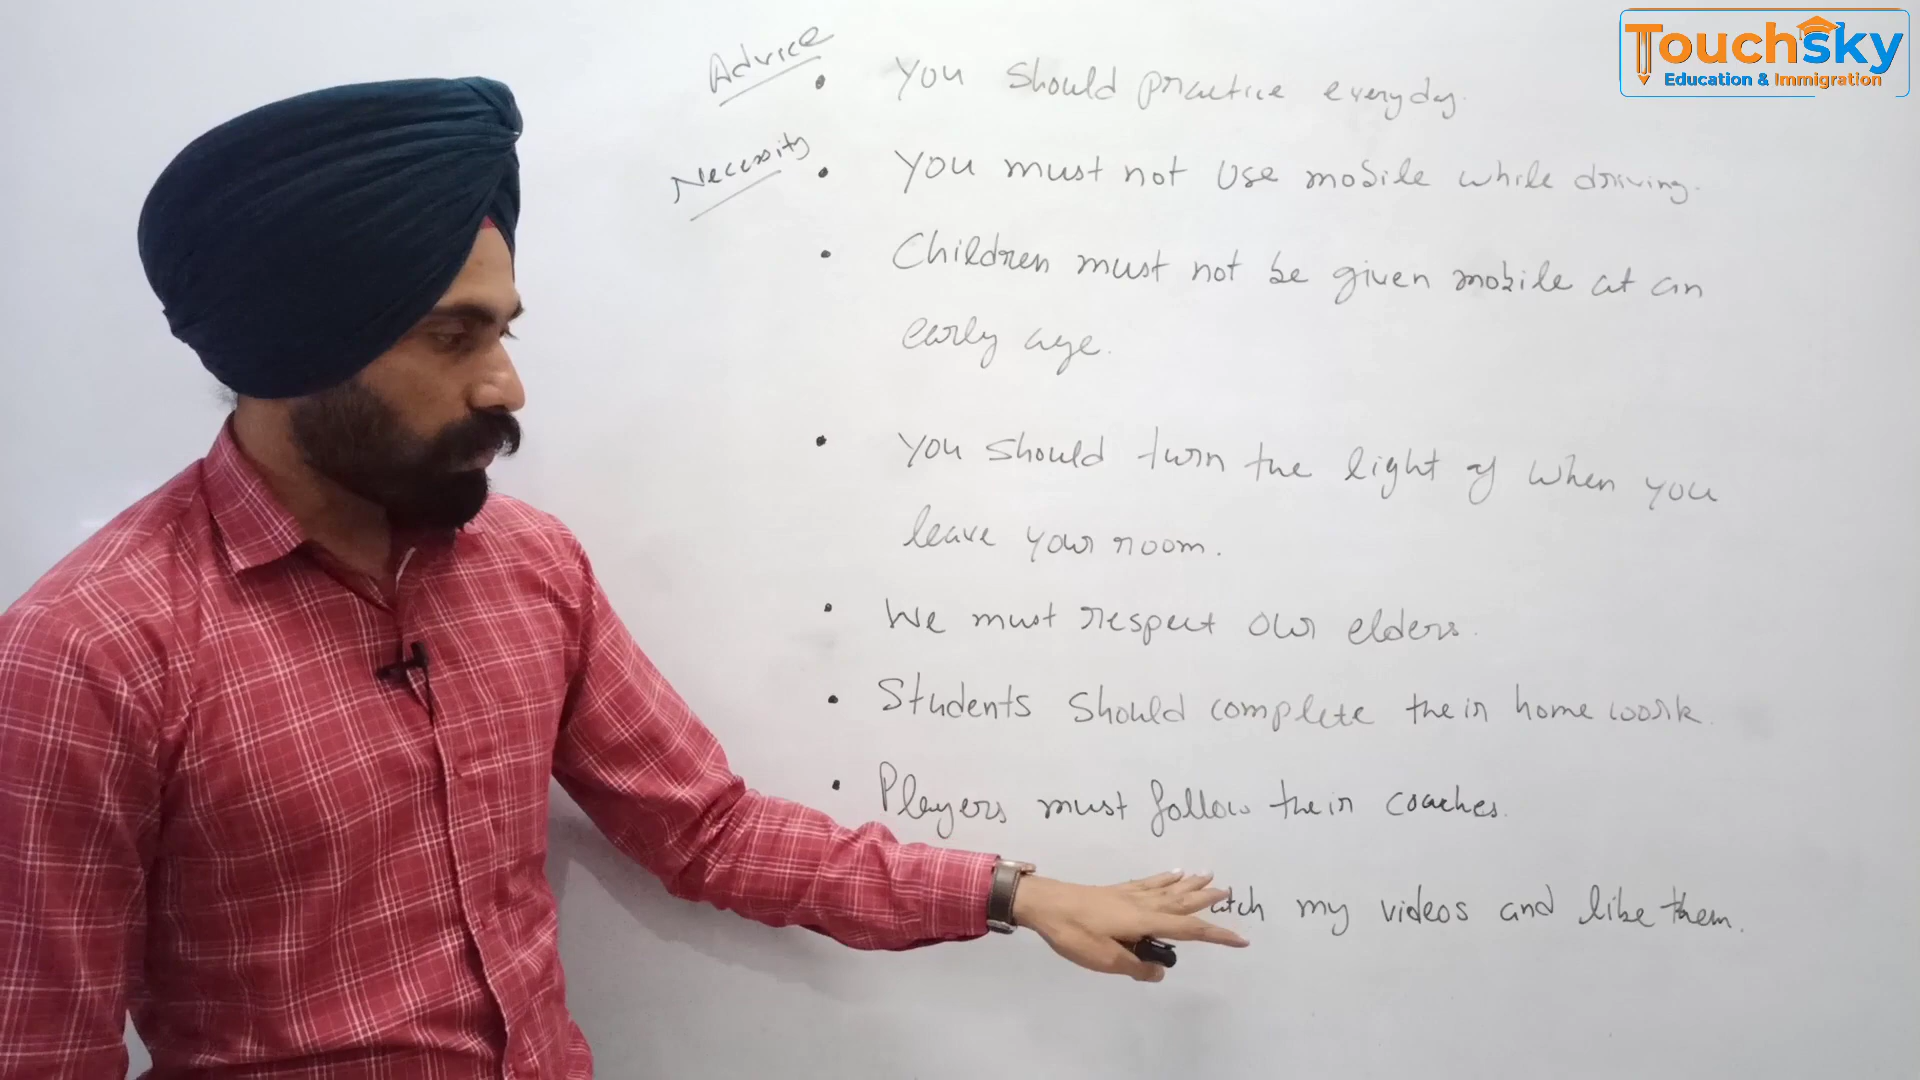 Touchsky
Education & Immigration
Advice
• You should practice everyday.
Necessity
• You must not use mobile while driving.
• Children must not be given mobile at an
early age.
• You should turn the light of when you
leave your room.
• We must respect our elders.
• Students should complete their home work.
• Players must follow their coaches.
my videos and like them.